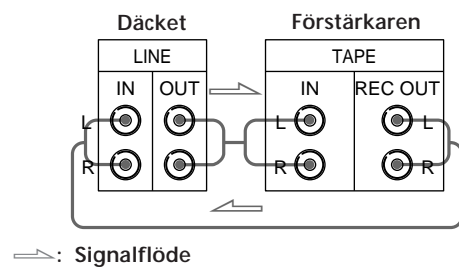 Däcket Förstärkaren
LINE TAPE
IN OUT IN REC OUT
L L L
R R R
: Signalflöde